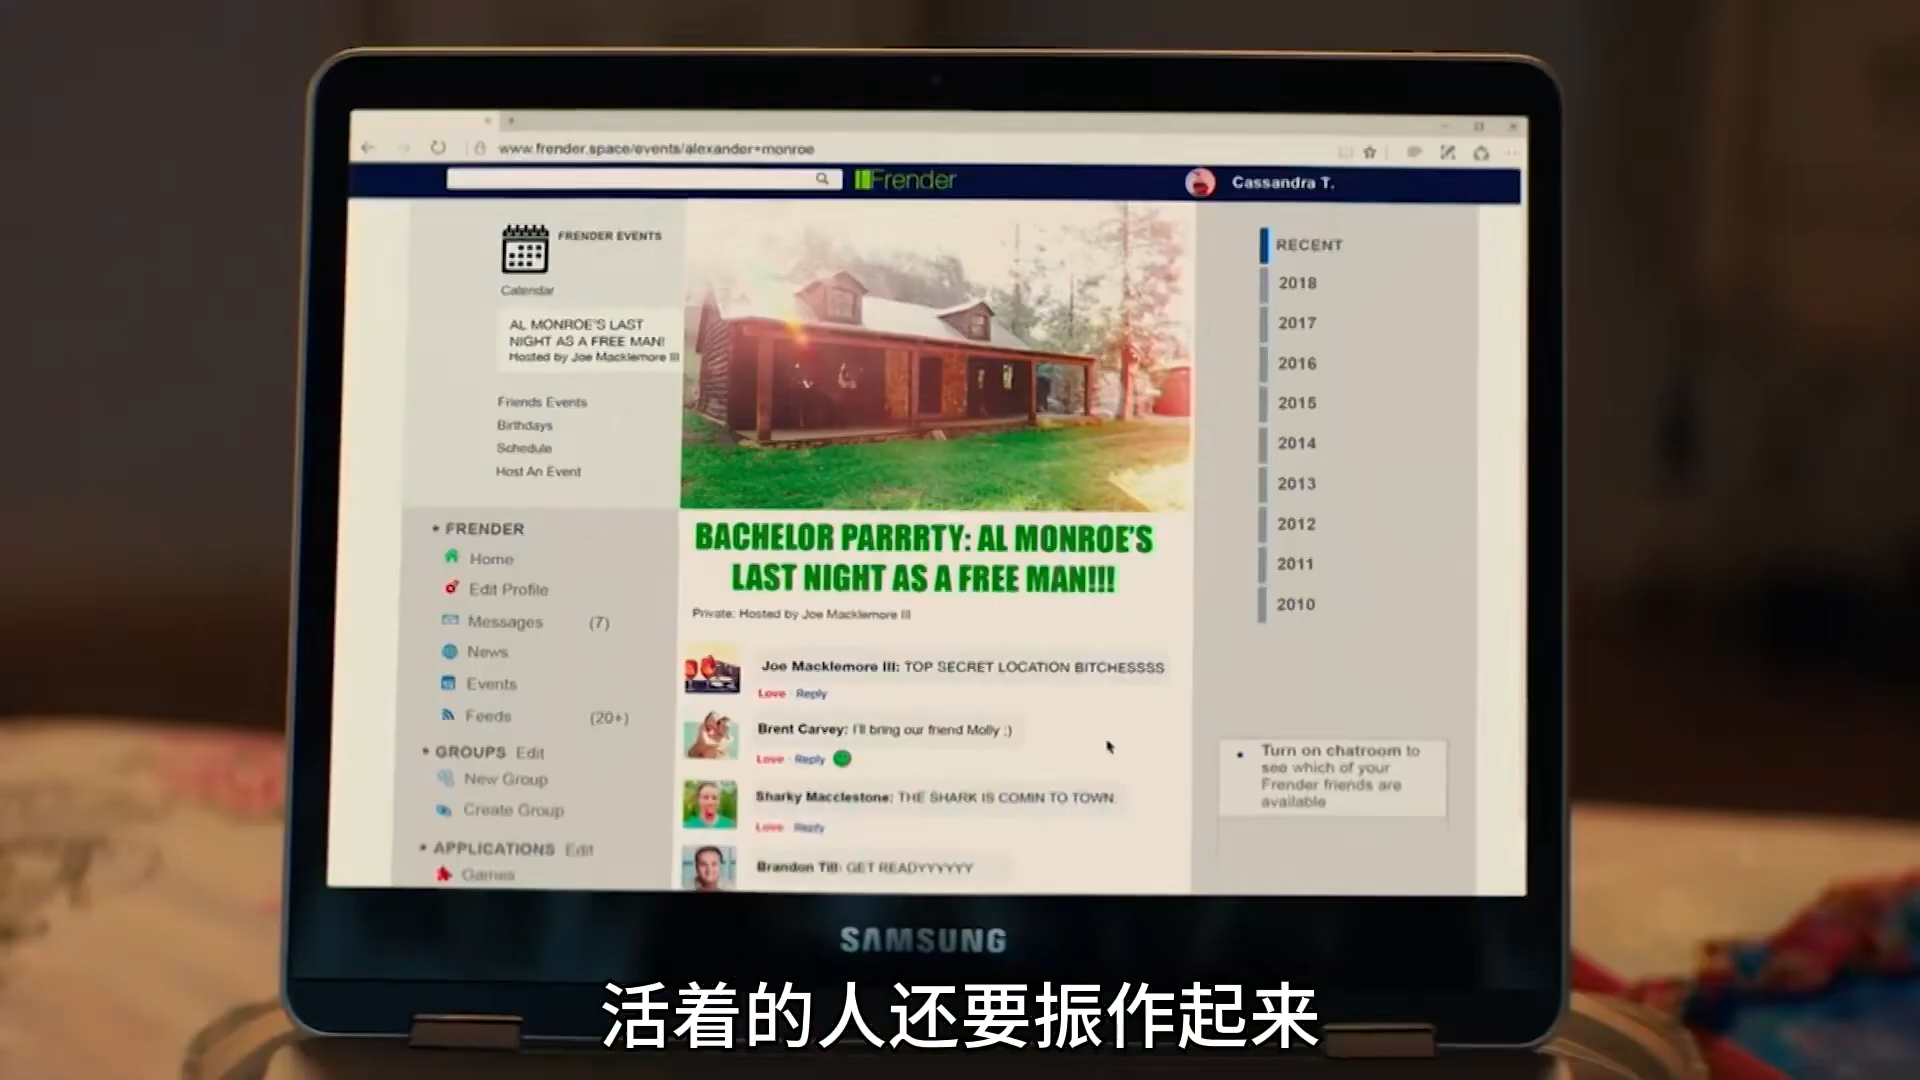 www.frender.space/events/alexander+monroe
Frender
Cassandra T.
FRENDER EVENTS
Calendar
AL MONROE'S LAST
NIGHT AS A FREE MAN!
Hosted by Joe Macklemore III
Friends Events
Birthdays
Schedule
Host An Event
• FRENDER
Home
Edit Profile
Messages (7)
News
Events
Feeds (20+)
• GROUPS Edit
New Group
Create Group
• APPLICATIONS Edit
Games
BACHELOR PARRRTY: AL MONROE'S
LAST NIGHT AS A FREE MAN!!!
Private: Hosted by Joe Macklemore III
Joe Macklemore III: TOP SECRET LOCATION BITCHESSSS
Love · Reply
Brent Carvey: I'll bring our friend Molly :)
Love · Reply
Sharky Macclestone: THE SHARK IS COMIN TO TOWN.
Love · Reply
Brandon Till: GET READYYYYYY
RECENT
2018
2017
2016
2015
2014
2013
2012
2011
2010
• Turn on chatroom to
see which of your
Frender friends are
available
SAMSUNG
活着的人还要振作起来